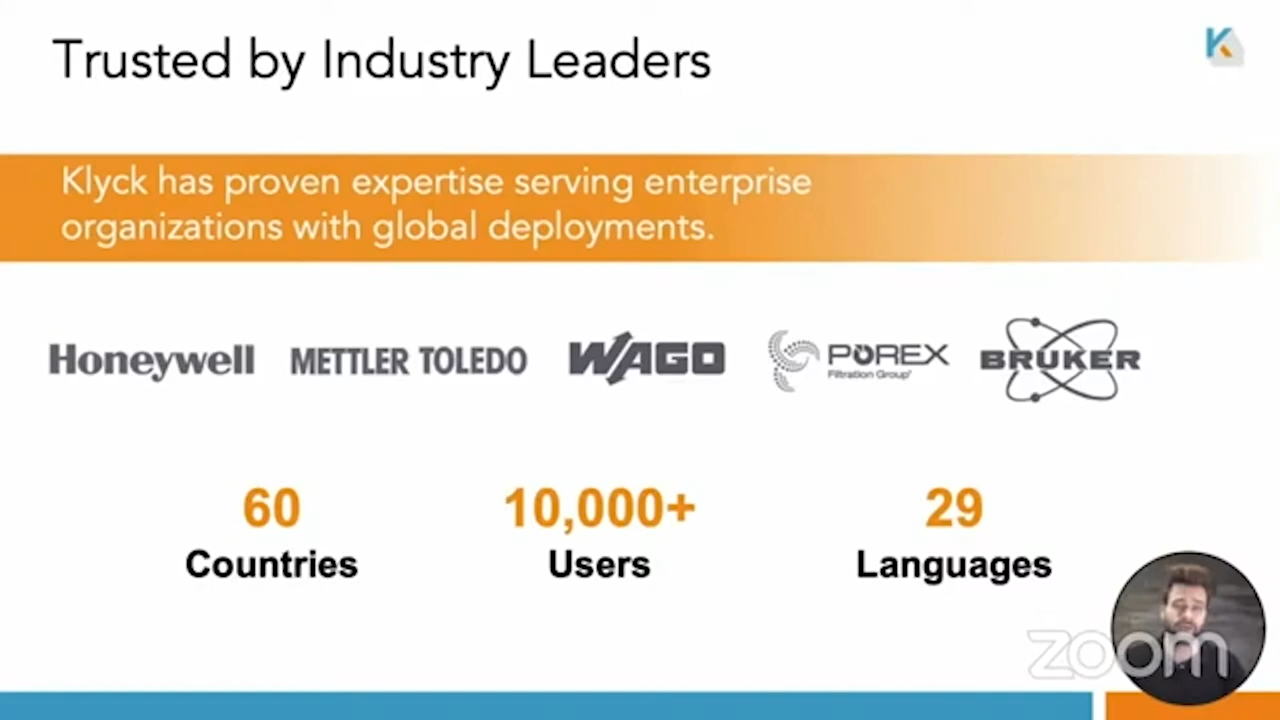 Trusted by Industry Leaders
K
Klyck has proven expertise serving enterprise
organizations with global deployments.
Honeywell
METTLER TOLEDO
WAGO
POREX
Filtration Group
BRUKER
60
Countries
10,000+
Users
29
Languages
zoom